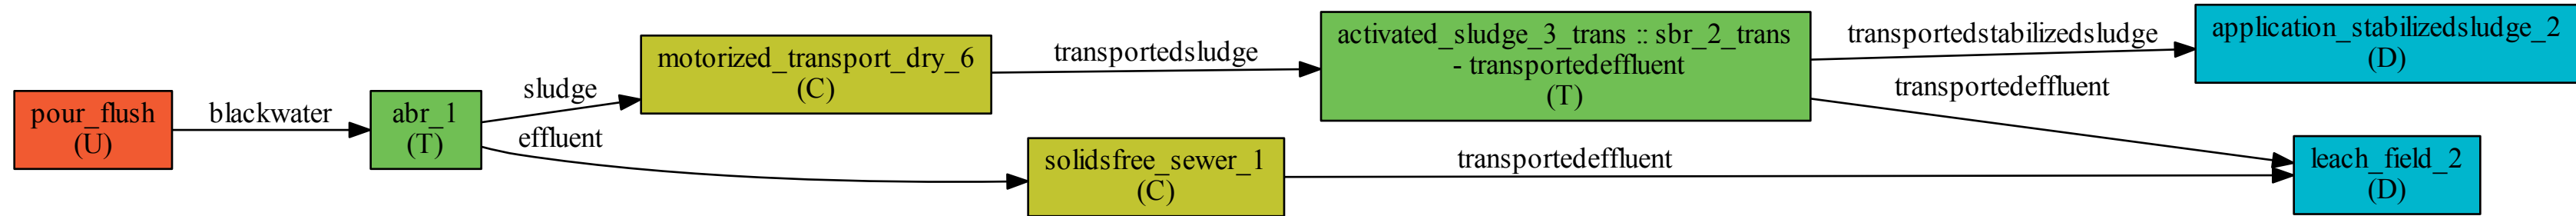 pour_flush
(U)
blackwater
abr_1
(T)
sludge
effluent
motorized_transport_dry_6
(C)
transportedsludge
solidsfree_sewer_1
(C)
activated_sludge_3_trans :: sbr_2_trans
- transportedeffluent
(T)
transportedeffluent
transportedstabilizedsludge
transportedeffluent
application_stabilizedsludge_2
(D)
leach_field_2
(D)